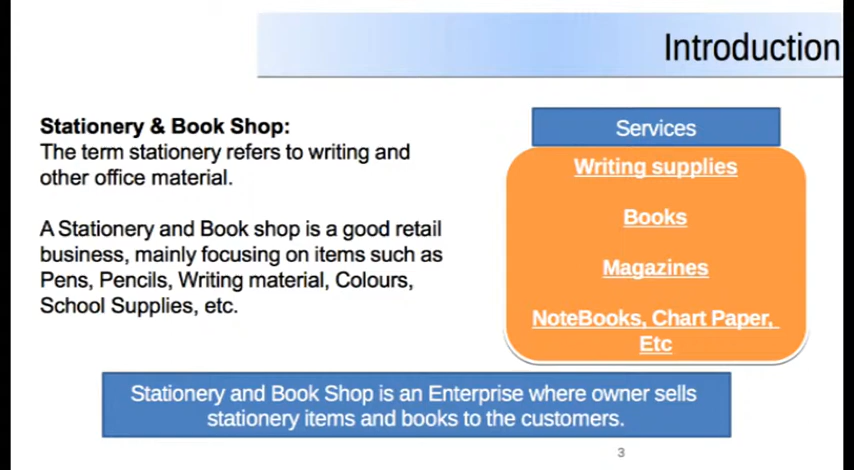 Introduction
Stationery & Book Shop:
The term stationery refers to writing and
other office material.
A Stationery and Book shop is a good retail
business, mainly focusing on items such as
Pens, Pencils, Writing material, Colours,
School Supplies, etc.
Services
Writing supplies
Books
Magazines
NoteBooks, Chart Paper,
Etc
Stationery and Book Shop is an Enterprise where owner sells
stationery items and books to the customers.
3